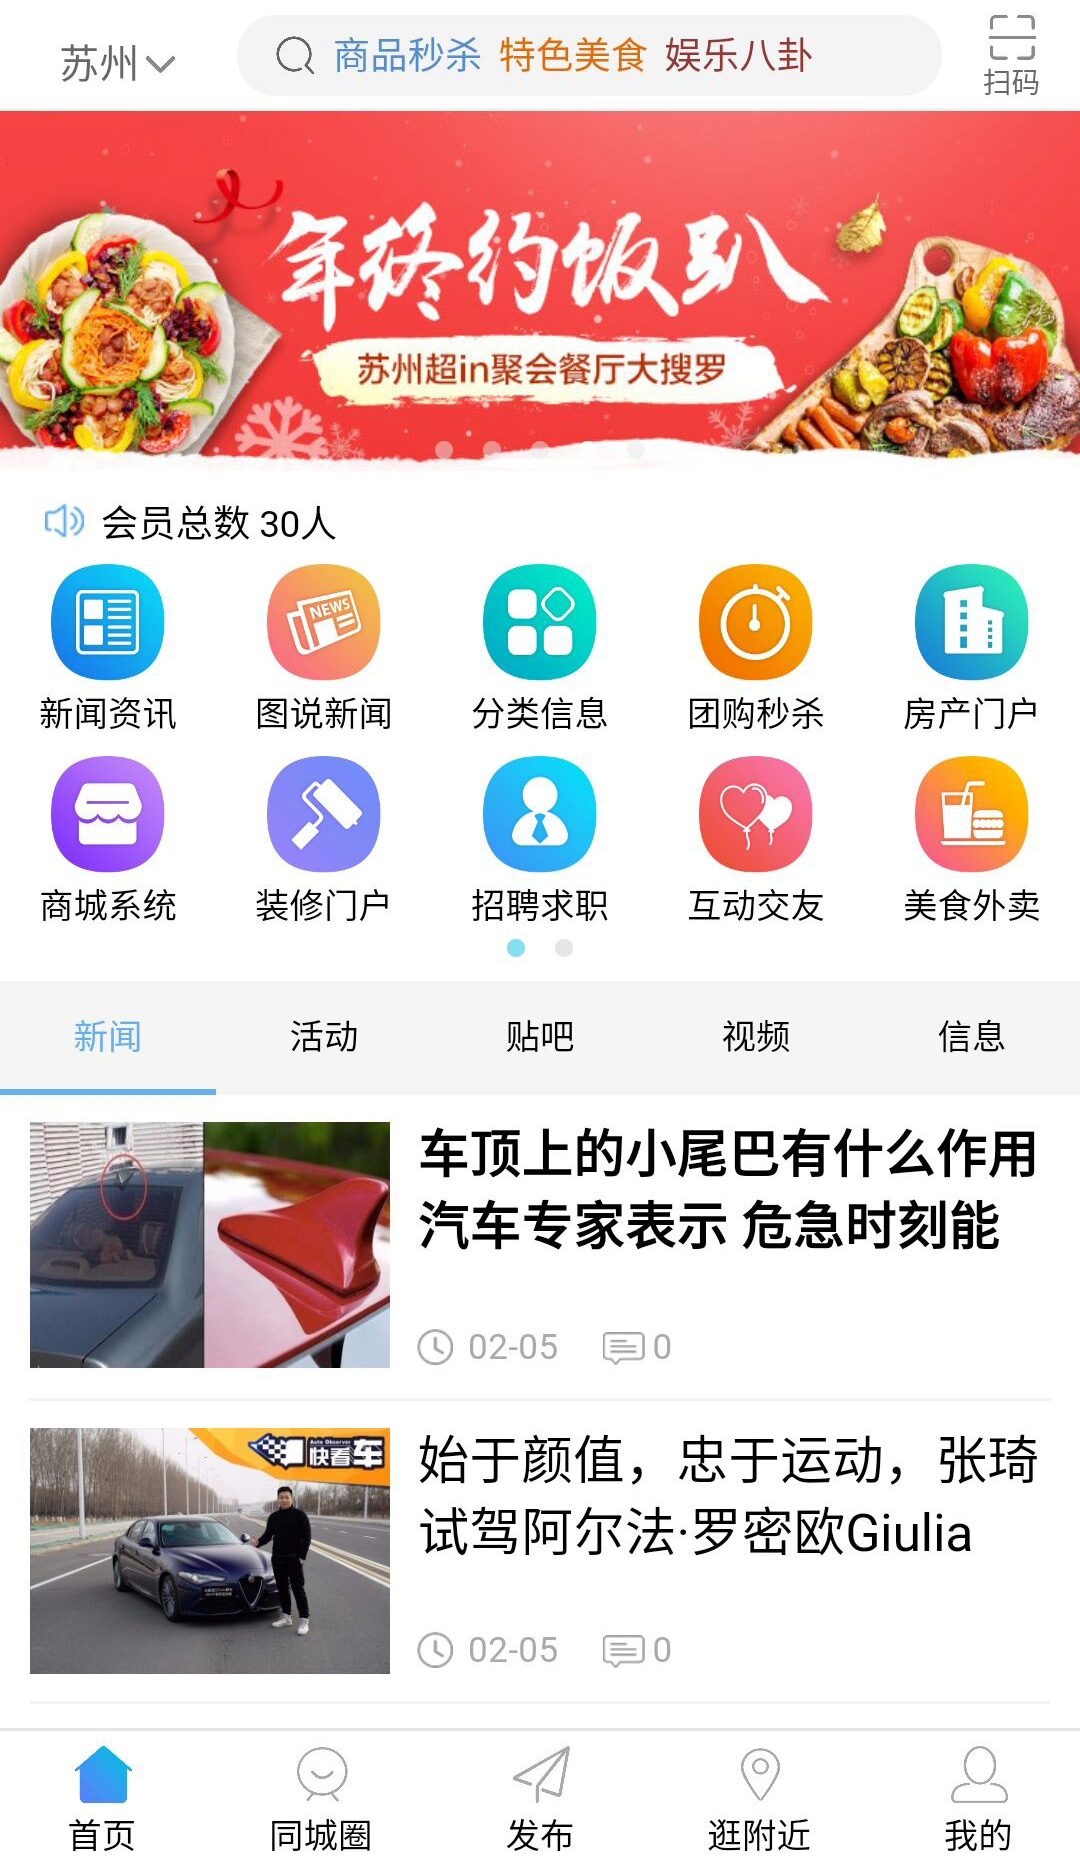 苏州
商品秒杀 特色美食 娱乐八卦
扫码
年终约饭趴
苏州超in聚会餐厅大搜罗
会员总数 30人
NEWS
新闻资讯 图说新闻 分类信息 团购秒杀 房产门户
商城系统 装修门户 招聘求职 互动交友 美食外卖
新闻 活动 贴吧 视频 信息
车顶上的小尾巴有什么作用
汽车专家表示 危急时刻能
02-05 0
Auto Observer
快看车
始于颜值，忠于运动，张琦
试驾阿尔法·罗密欧Giulia
02-05 0
首页 同城圈 发布 逛附近 我的